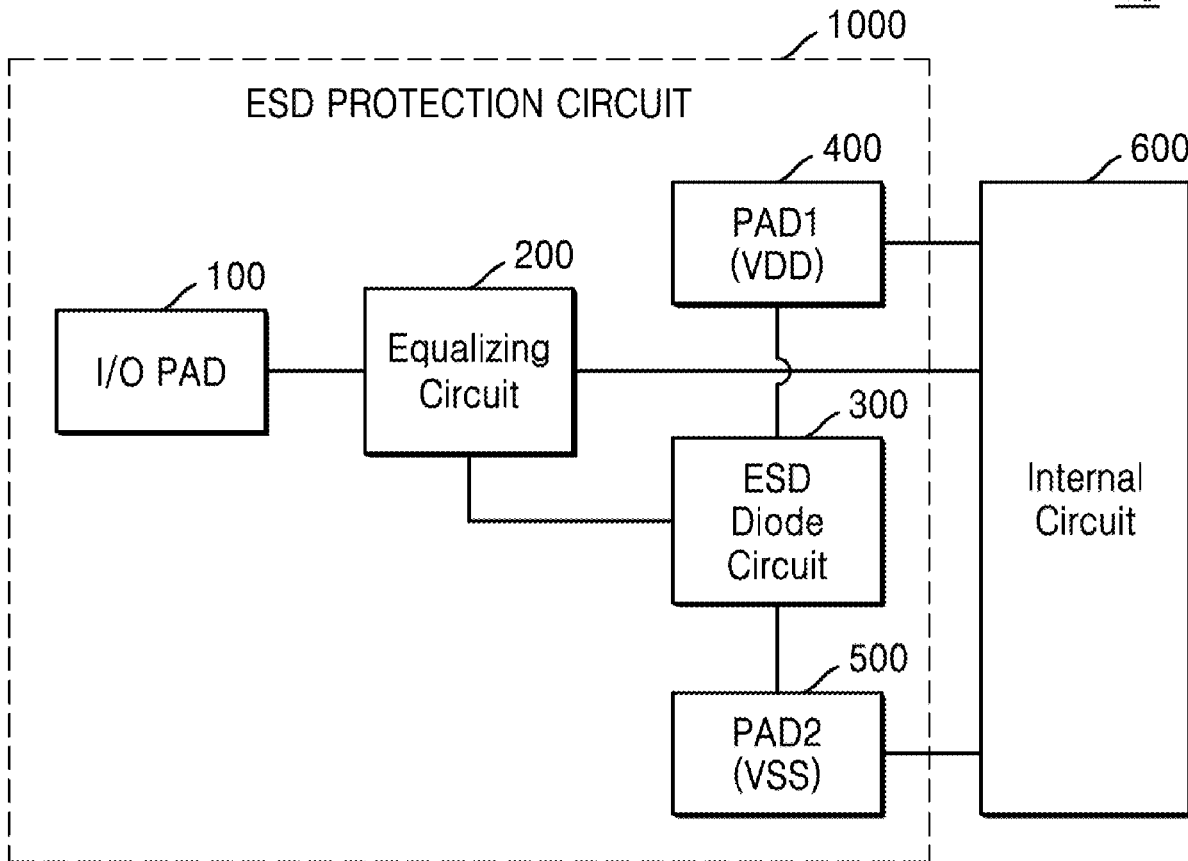 1000
ESD PROTECTION CIRCUIT
400
600
PAD1
(VDD)
200
100
Equalizing
Circuit
I/O PAD
300
ESD
Diode
Circuit
Internal
Circuit
500
PAD2
(VSS)